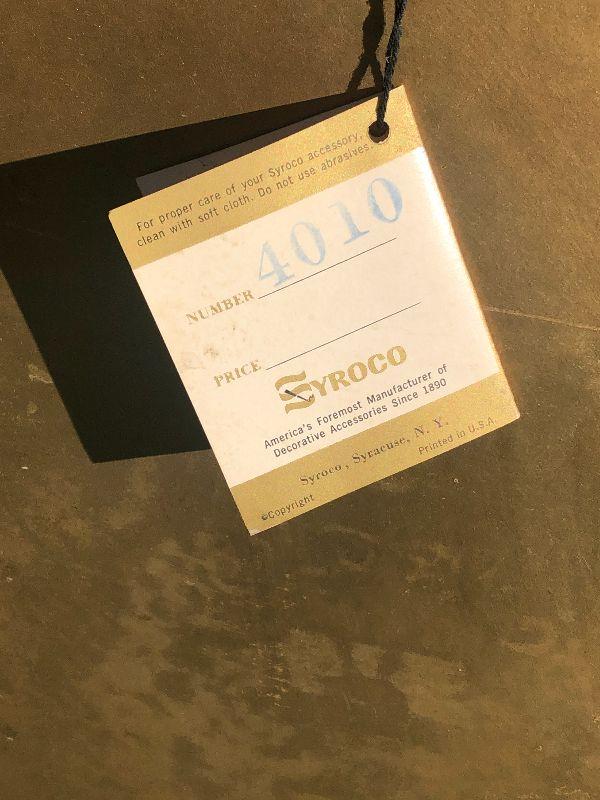 For proper care of your Syroco accessory,
clean with soft cloth. Do not use abrasives.
NUMBER 4010
PRICE
SYROCO
America's Foremost Manufacturer of
Decorative Accessories Since 1890
Syroco, Syracuse, N. Y.
©Copyright Printed in U.S.A.